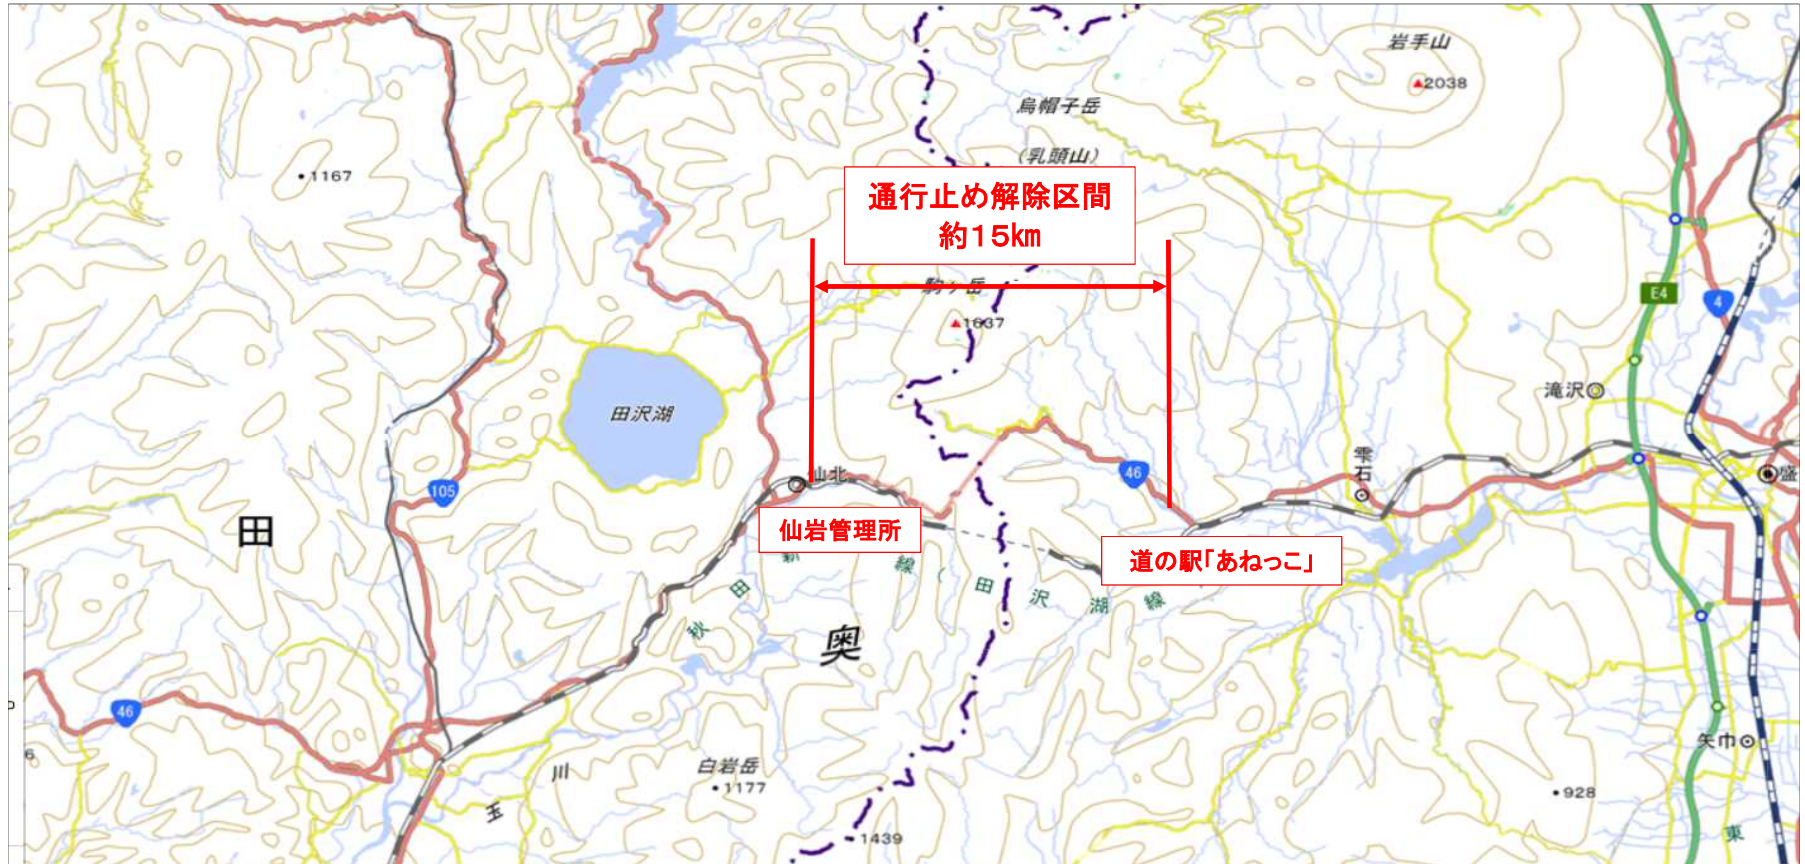 岩手山
2038
烏帽子岳
(乳頭山)
1167
通行止め解除区間
約15㎞
駒ヶ岳
1637
E4
4
滝沢
田沢湖
山北
46
雫石
盛
105
仙岩管理所
道の駅「あねっこ」
田
秋田新
線(田沢湖線
奥
46
矢巾
白岩岳
1177
玉川
928
1439
東
6